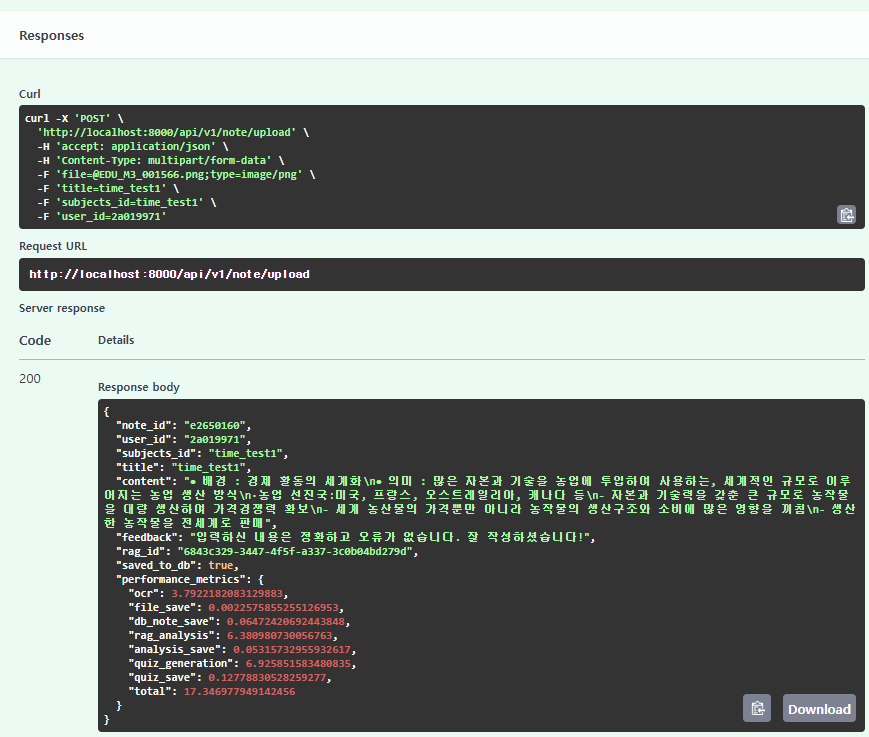 Responses
Curl
curl -X 'POST' \
'http://localhost:8000/api/v1/note/upload' \
-H 'accept: application/json' \
-H 'Content-Type: multipart/form-data' \
-F 'file=@EDU_M3_001566.png;type=image/png' \
-F 'title=time_test1' \
-F 'subjects_id=time_test1' \
-F 'user_id=2a019971'
Request URL
http://localhost:8000/api/v1/note/upload
Server response
Code Details
200
Response body
{
"note_id": "e2650160",
"user_id": "2a019971",
"subjects_id": "time_test1",
"title": "time_test1",
"content": "• 배경 : 경제 활동의 세계화\n• 의미 : 많은 자본과 기술을 농업에 투입하여 사용하는, 세계적인 규모로 이루
어지는 농업 생산 방식\n-농업 선진국:미국, 프랑스, 오스트레일리아, 캐나다 등\n- 자본과 기술력을 갖춘 큰 규모로 농작물
을 대량 생산하여 가격경쟁력 확보\n- 세계 농산물의 가격뿐만 아니라 농작물의 생산구조와 소비에 많은 영향을 끼침\n- 생산
한 농작물을 전세계로 판매",
"feedback": "입력하신 내용은 정확하고 오류가 없습니다. 잘 작성하셨습니다!",
"rag_id": "6843c329-3447-4f5f-a337-3c0b04bd279d",
"saved_to_db": true,
"performance_metrics": {
"ocr": 3.7922182083129883,
"file_save": 0.0022575855255126953,
"db_note_save": 0.06472420692443848,
"rag_analysis": 6.380980730056763,
"analysis_save": 0.05315732955932617,
"quiz_generation": 6.925851583480835,
"quiz_save": 0.12778830528259277,
"total": 17.346977949142456
}
}
Download